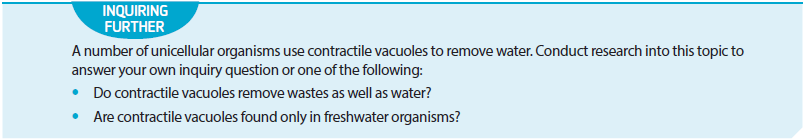 INQUIRING
FURTHER
A number of unicellular organisms use contractile vacuoles to remove water. Conduct research into this topic to
answer your own inquiry question or one of the following:
• Do contractile vacuoles remove wastes as well as water?
• Are contractile vacuoles found only in freshwater organisms?